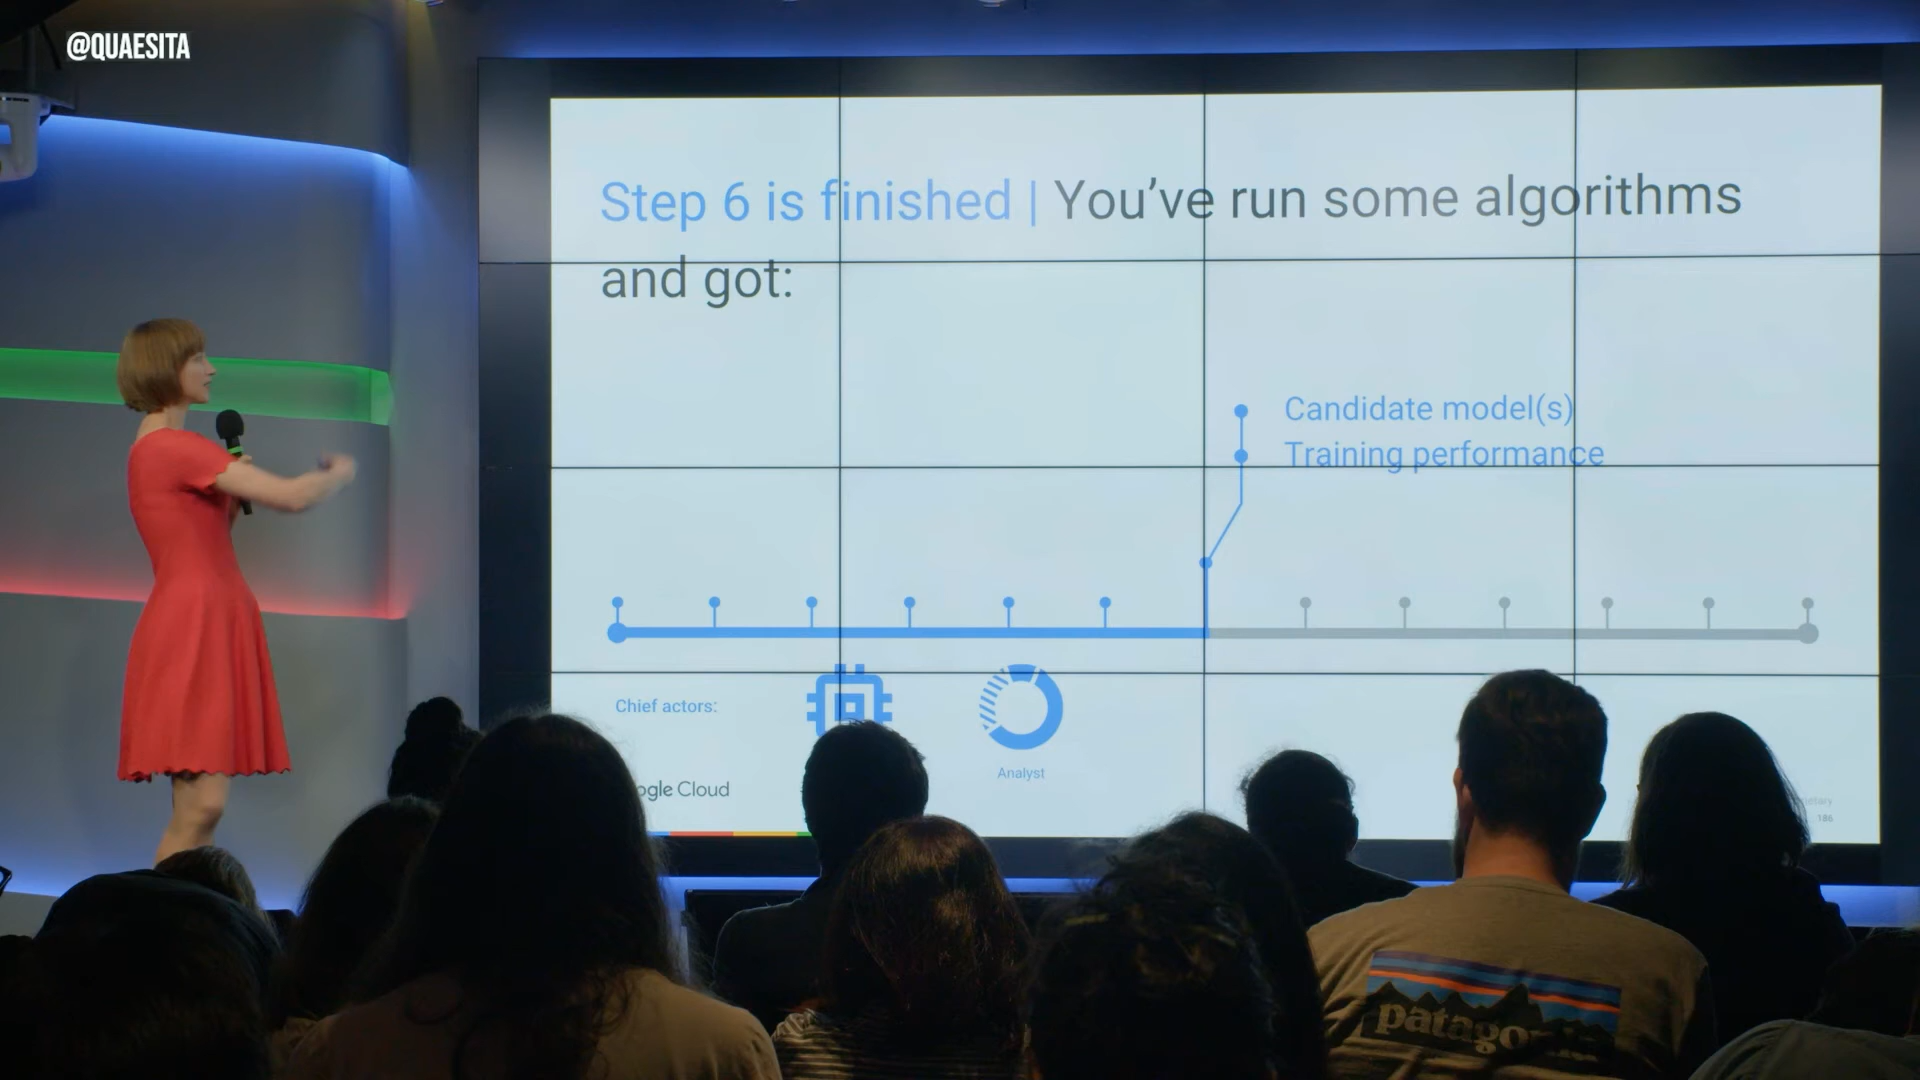 @QUAESITA
Step 6 is finished | You've run some algorithms
and got:
Candidate model(s)
Training performance
Chief actors:
Analyst
Cloud
186